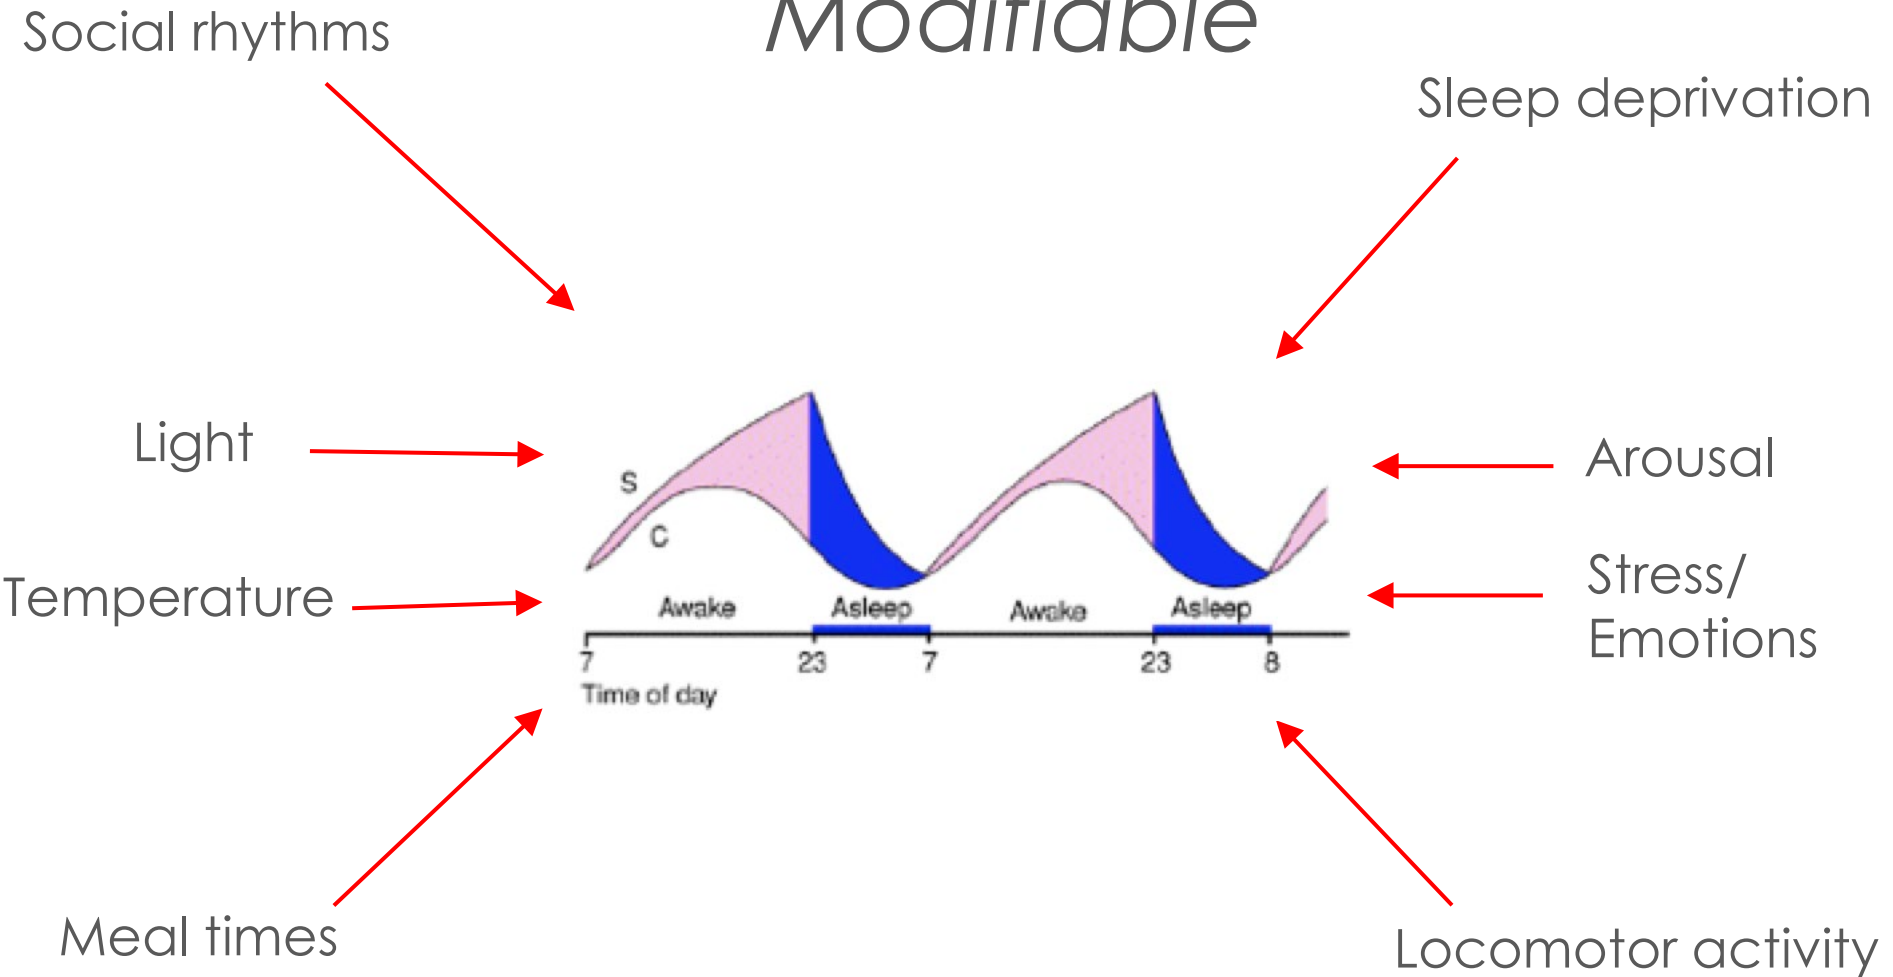 Modifiable
Social rhythms
Sleep deprivation
Light
Arousal
S
C
Temperature
Stress/
Emotions
Awake
Asleep
Awake
Asleep
7 23 7 23 8
Time of day
Meal times
Locomotor activity